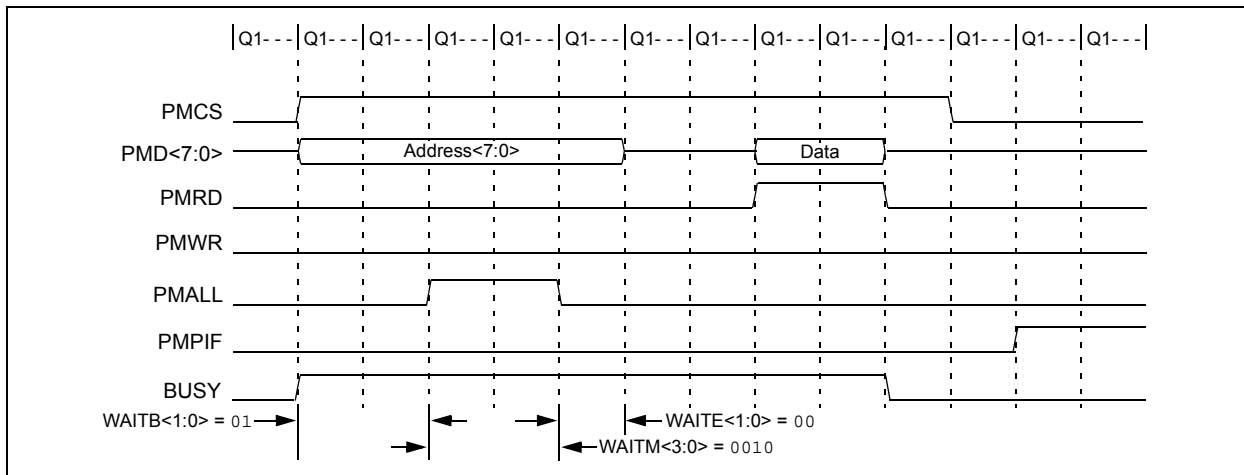 Q1- - - Q1- - - Q1- - - Q1- - - Q1- - - Q1- - - Q1- - - Q1- - - Q1- - - Q1- - - Q1- - - Q1- - - Q1- - - Q1- - -
PMCS
PMD<7:0> Address<7:0> Data
PMRD
PMWR
PMALL
PMPIF
BUSY
WAITB<1:0> = 01 WAITE<1:0> = 00
WAITM<3:0> = 0010